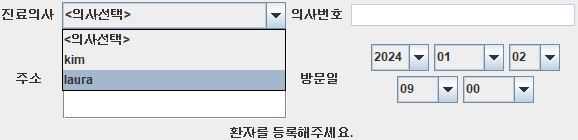 진료의사 <의사선택> 의사번호
<의사선택>
kim
laura
주소
방문일 2024 01 02
09 00
환자를 등록해주세요.